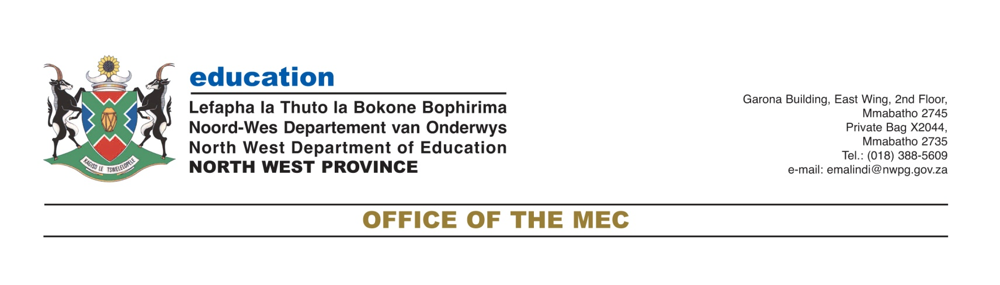 education
Lefapha la Thuto la Bokone Bophirima
Noord-Wes Departement van Onderwys
North West Department of Education
NORTH WEST PROVINCE
KAGISO LE TSWELELOPELE
Garona Building, East Wing, 2nd Floor,
Mmabatho 2745
Private Bag X2044,
Mmabatho 2735
Tel.: (018) 388-5609
e-mail: emalindi@nwpg.gov.za
OFFICE OF THE MEC